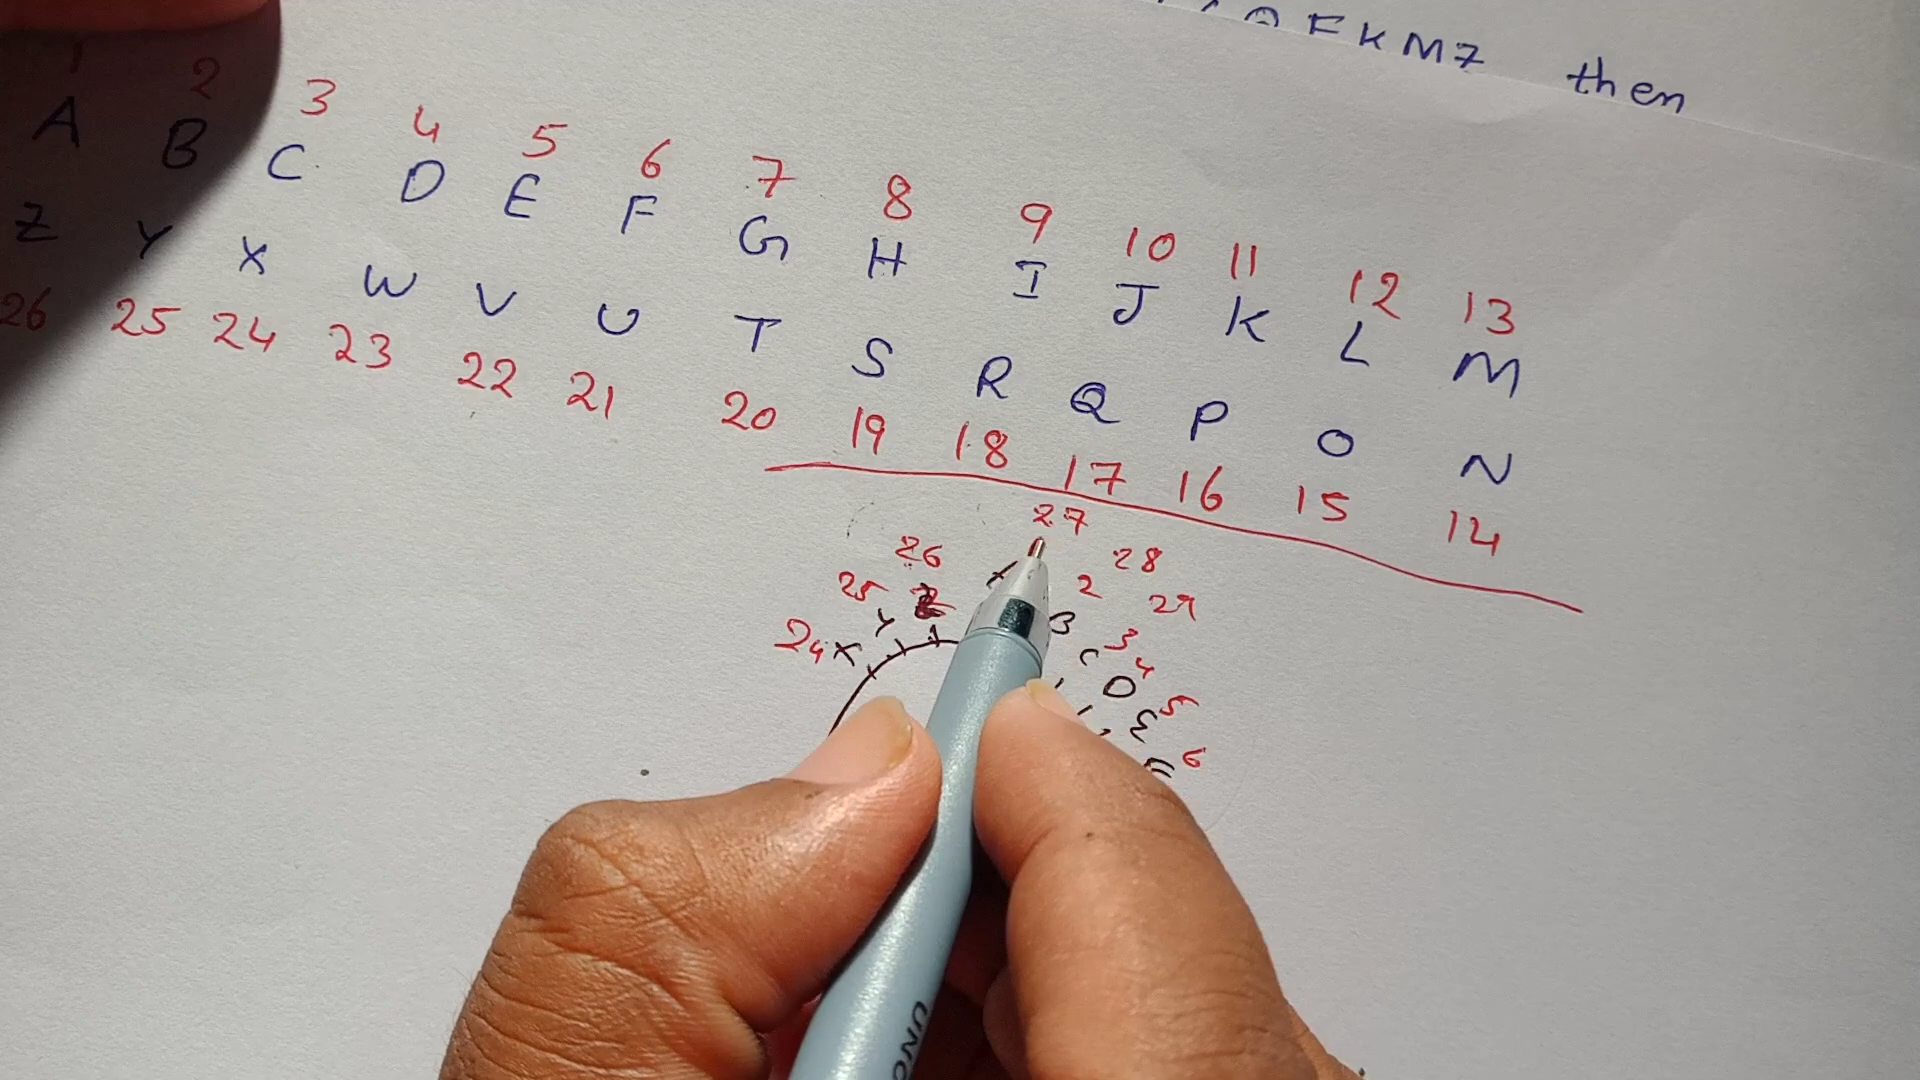 FKMZ then
1 2 3 4 5 6 7 8 9 10 11 12 13
A B C D E F G H I J K L M
Z Y X W V U T S R Q P O N
26 25 24 23 22 21 20 19 18 17 16 15 14
27
26 28
25 2 29
Y Z B
24 X C 3
D 4
E 5
F 6